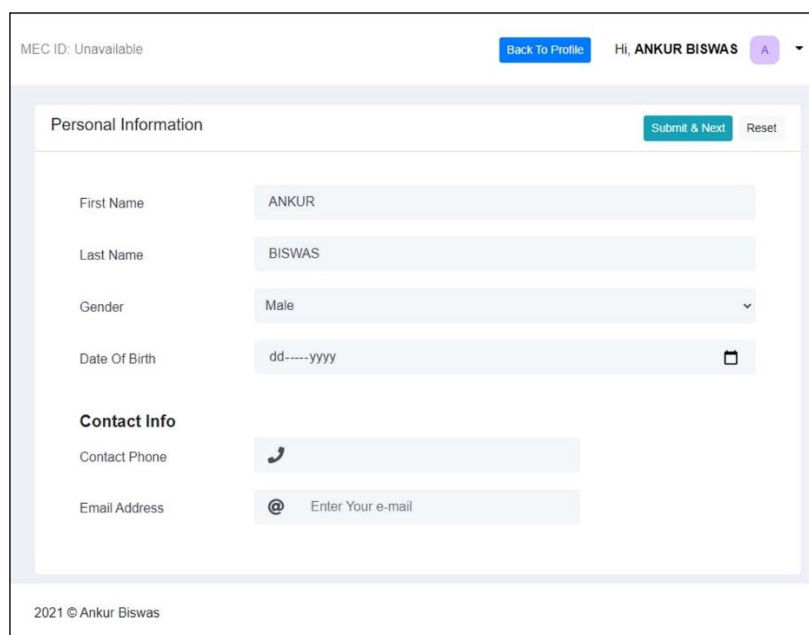 MEC ID: Unavailable Back To Profile Hi, ANKUR BISWAS A
Personal Information Submit & Next Reset
First Name ANKUR
Last Name BISWAS
Gender Male
Date Of Birth dd-----yyyy
Contact Info
Contact Phone
Email Address @ Enter Your e-mail
2021 © Ankur Biswas